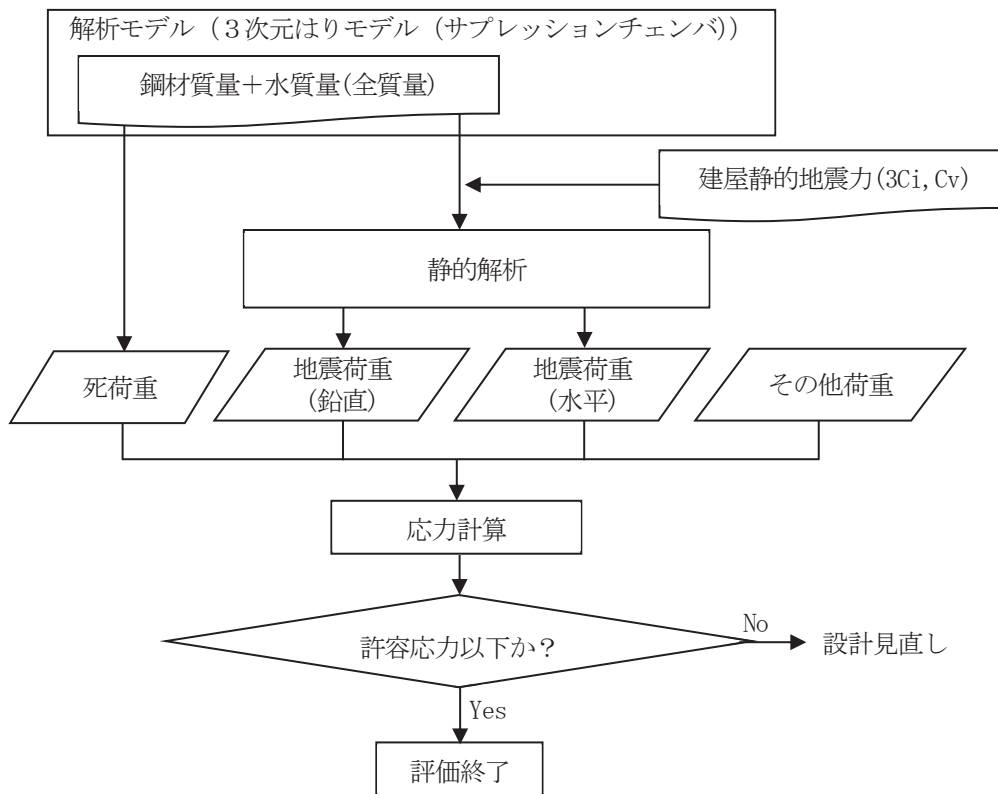 解析モデル（３次元はりモデル（サプレッションチェンバ））
鋼材質量＋水質量(全質量)
建屋静的地震力(3Ci,Cv)
静的解析
死荷重
地震荷重
(鉛直)
地震荷重
(水平)
その他荷重
応力計算
許容応力以下か？
No
設計見直し
Yes
評価終了